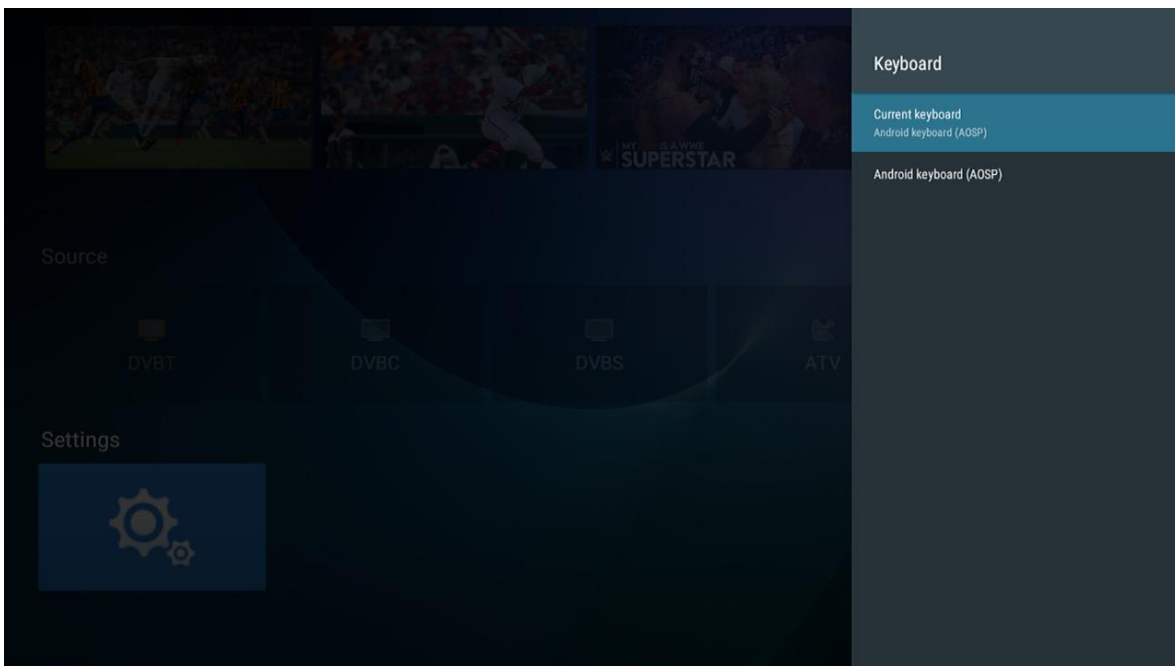 Keyboard
Current keyboard
Android keyboard (AOSP)
Android keyboard (AOSP)
MY IS A WWE
SUPERSTAR
Source
DVBT
DVBC
DVBS
ATV
Settings